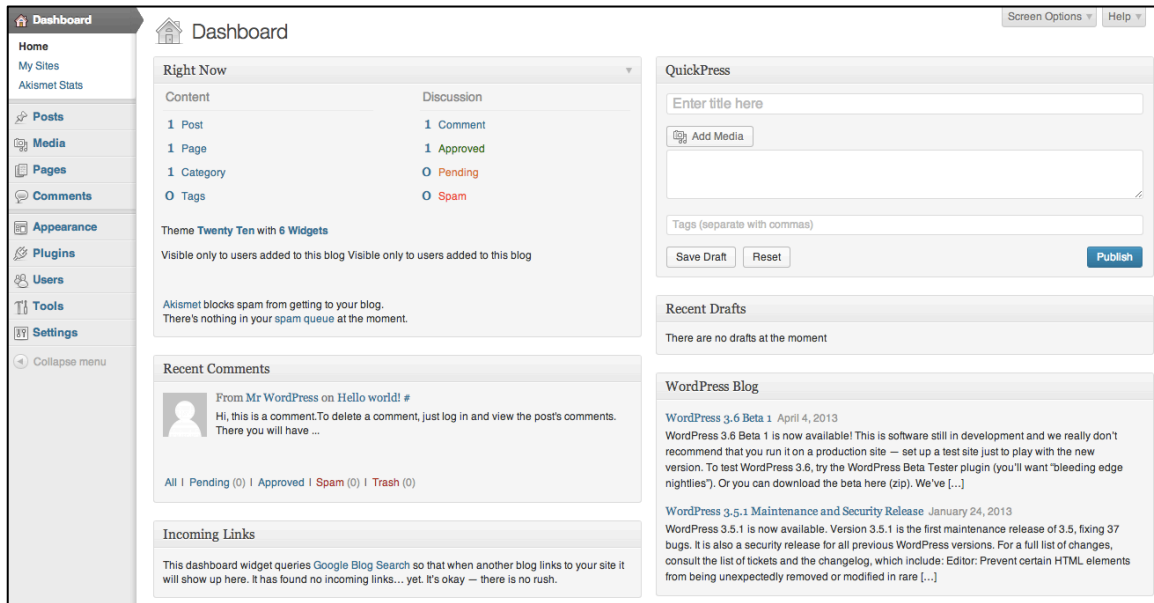 Dashboard
Home
My Sites
Akismet Stats
Posts
Media
Pages
Comments
Appearance
Plugins
Users
Tools
Settings
Collapse menu
Screen Options
Help
Dashboard
Right Now
Content
Discussion
1 Post
1 Comment
1 Page
1 Approved
1 Category
0 Pending
0 Tags
0 Spam
Theme Twenty Ten with 6 Widgets
Visible only to users added to this blog Visible only to users added to this blog
Akismet blocks spam from getting to your blog.
There's nothing in your spam queue at the moment.
Recent Comments
From Mr WordPress on Hello world! #
Hi, this is a comment.To delete a comment, just log in and view the post's comments.
There you will have ...
All | Pending (0) | Approved | Spam (0) | Trash (0)
Incoming Links
This dashboard widget queries Google Blog Search so that when another blog links to your site it
will show up here. It has found no incoming links… yet. It's okay — there is no rush.
QuickPress
Enter title here
Add Media
Tags (separate with commas)
Save Draft
Reset
Publish
Recent Drafts
There are no drafts at the moment
WordPress Blog
WordPress 3.6 Beta 1 April 4, 2013
WordPress 3.6 Beta 1 is now available! This is software still in development and we really don't
recommend that you run it on a production site — set up a test site just to play with the new
version. To test WordPress 3.6, try the WordPress Beta Tester plugin (you'll want “bleeding edge
nightlies”). Or you can download the beta here (zip). We've […]
WordPress 3.5.1 Maintenance and Security Release January 24, 2013
WordPress 3.5.1 is now available. Version 3.5.1 is the first maintenance release of 3.5, fixing 37
bugs. It is also a security release for all previous WordPress versions. For a full list of changes,
consult the list of tickets and the changelog, which include: Editor: Prevent certain HTML elements
from being unexpectedly removed or modified in rare […]